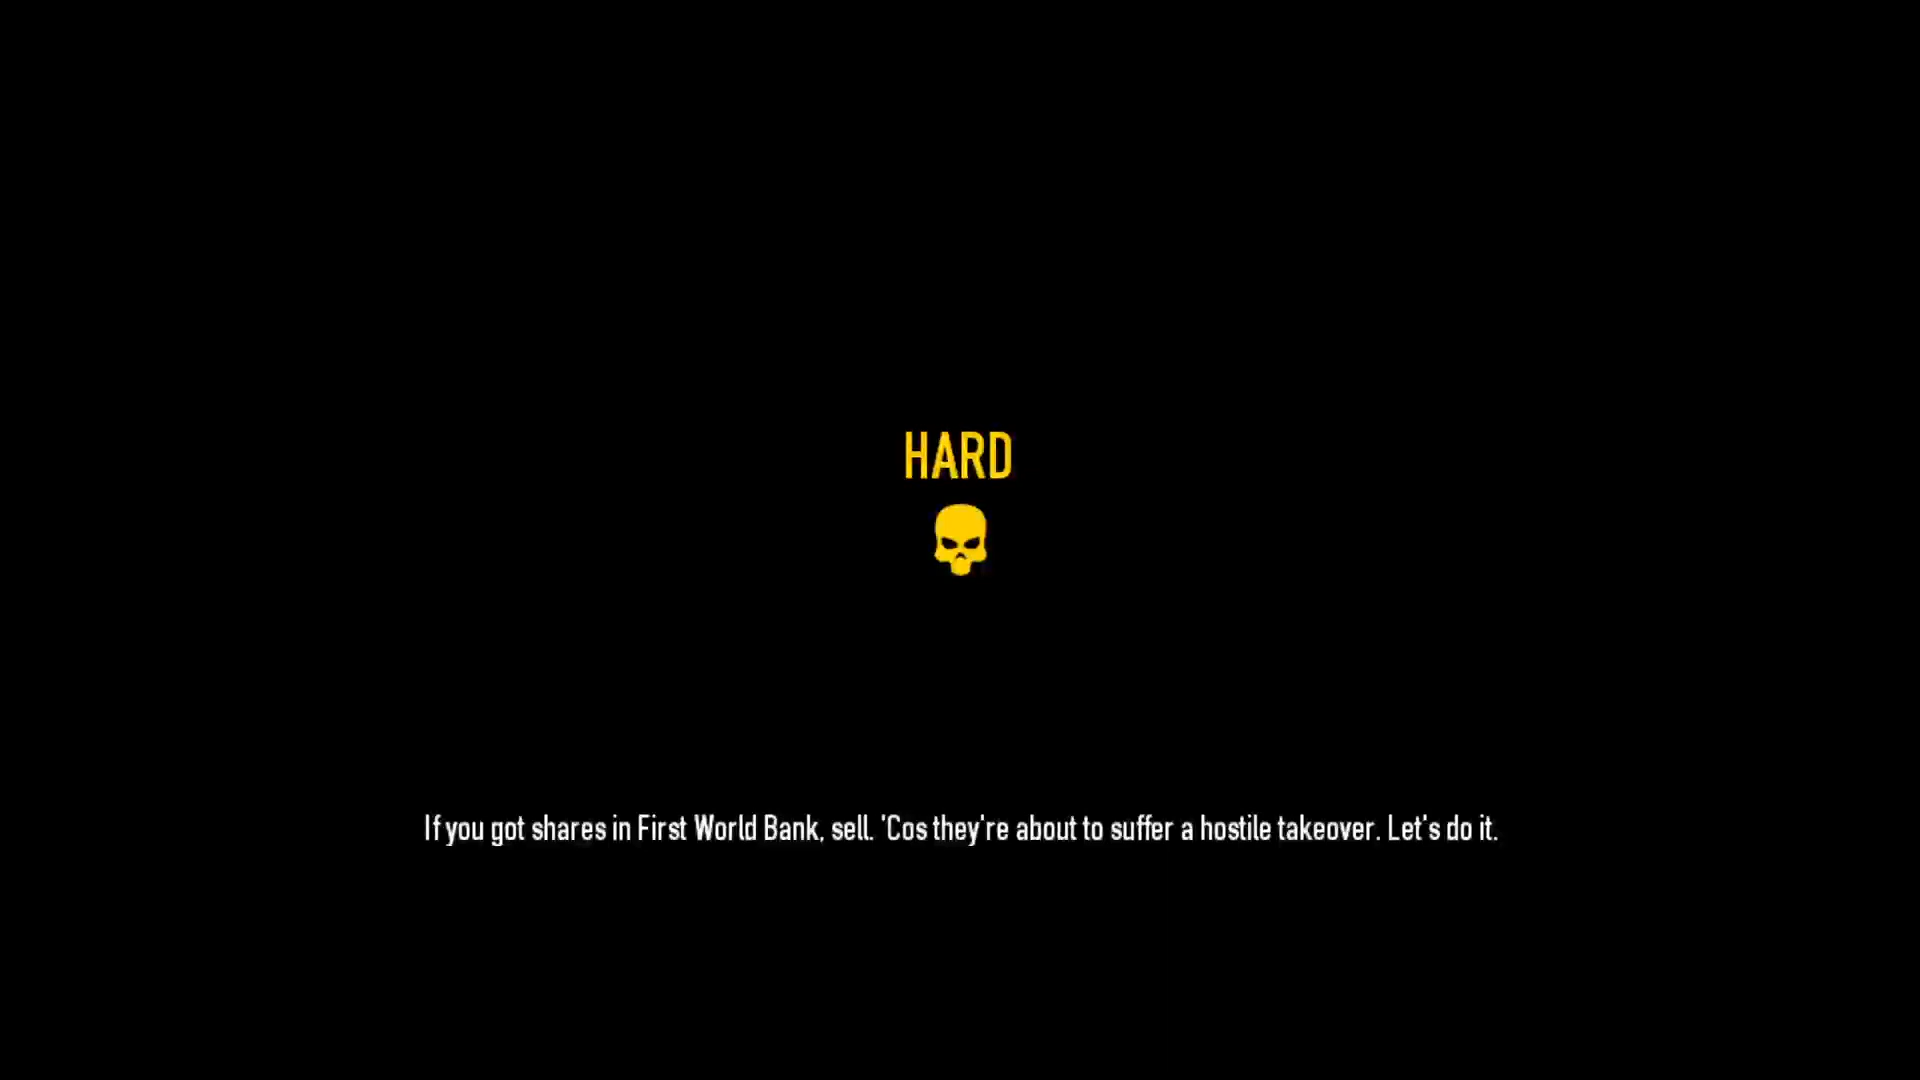 HARD
If you got shares in First World Bank, sell. 'Cos they're about to suffer a hostile takeover. Let's do it.